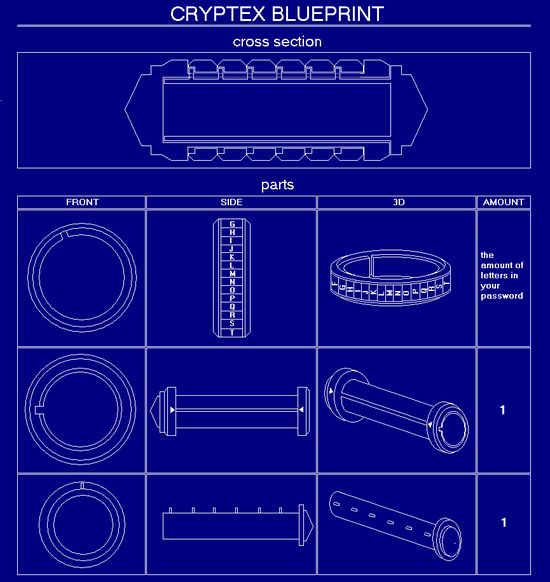 CRYPTEX BLUEPRINT
cross section
parts
FRONT SIDE 3D AMOUNT
G
H
I
J
K
L
M
N
O
P
Q
R
S
T
F G H I J K L M N O P Q R S T
the
amount of
letters in
your
password
1
1